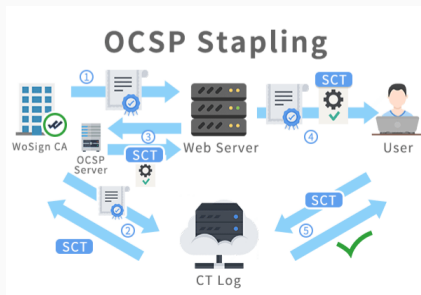 OCSP Stapling
1
SCT
WoSign CA
OCSP
Server
3
SCT
Web Server
4
User
2
SCT
SCT
5
CT Log